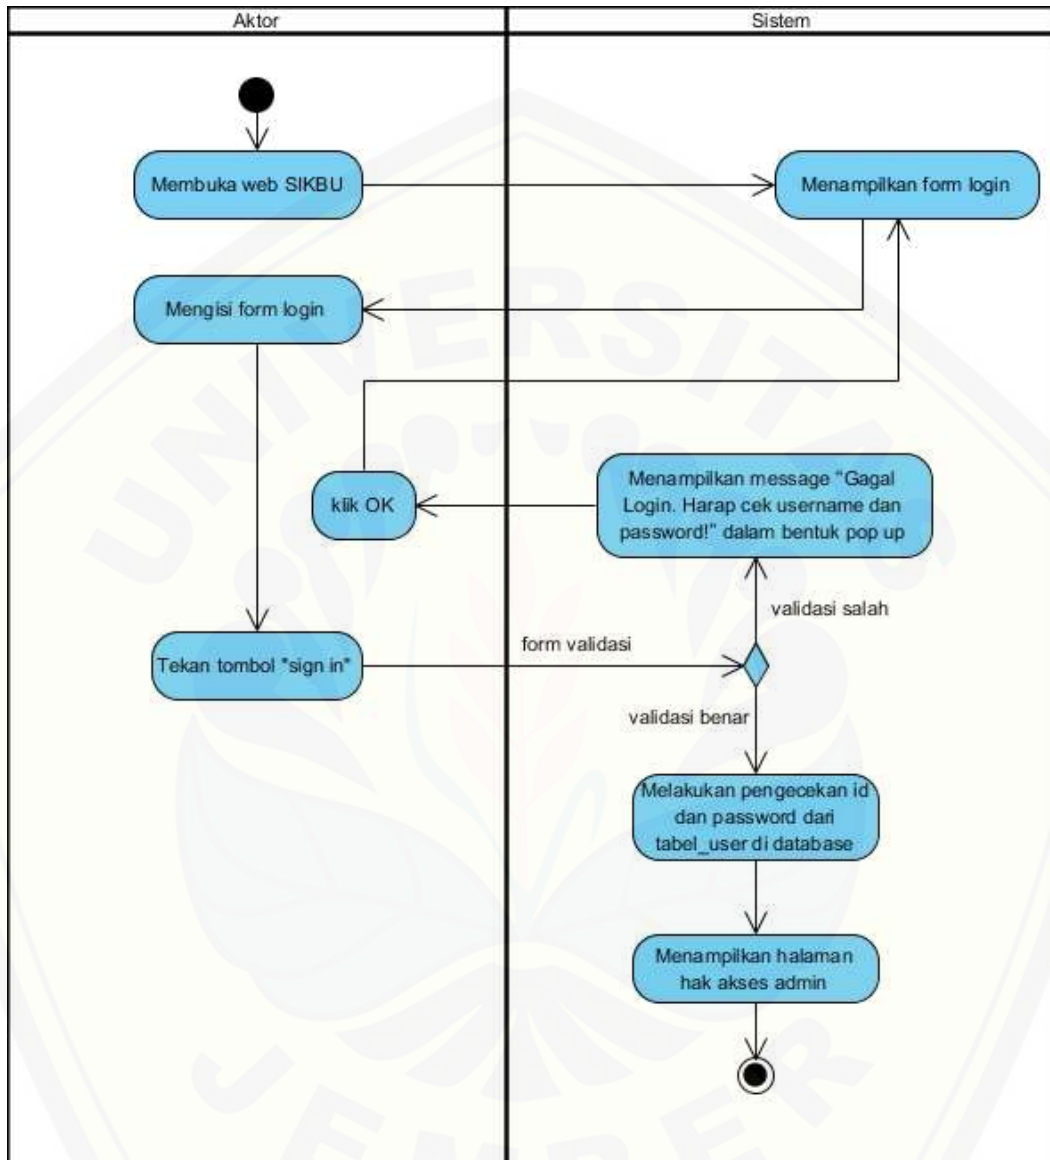 Aktor
Sistem
Membuka web SIKBU
Menampilkan form login
Mengisi form login
klik OK
Menampilkan message "Gagal
Login. Harap cek username dan
password!" dalam bentuk pop up
validasi salah
Tekan tombol "sign in"
form validasi
validasi benar
Melakukan pengecekan id
dan password dari
tabel_user di database
Menampilkan halaman
hak akses admin
UNIVERSITAS
JEMBER